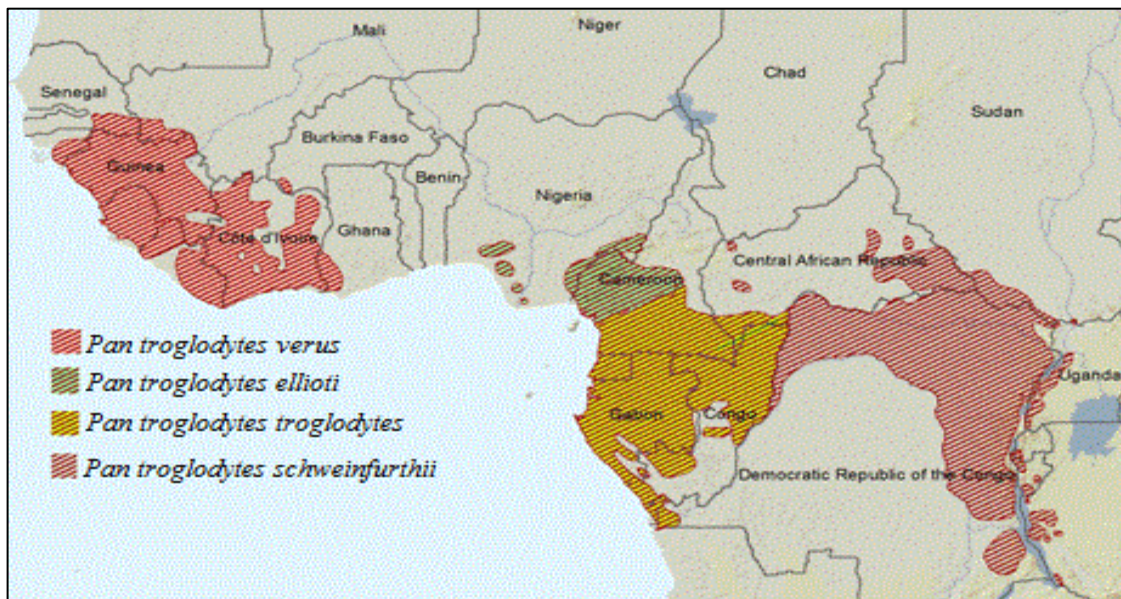 Mali
Niger
Chad
Sudan
Senegal
Burkina Faso
Guinea
Benin
Nigeria
Ghana
Côte d'Ivoire
Central African Republic
Cameroon
Uganda
Gabon
Congo
Democratic Republic of the Congo
Pan troglodytes verus
Pan troglodytes ellioti
Pan troglodytes troglodytes
Pan troglodytes schweinfurthii